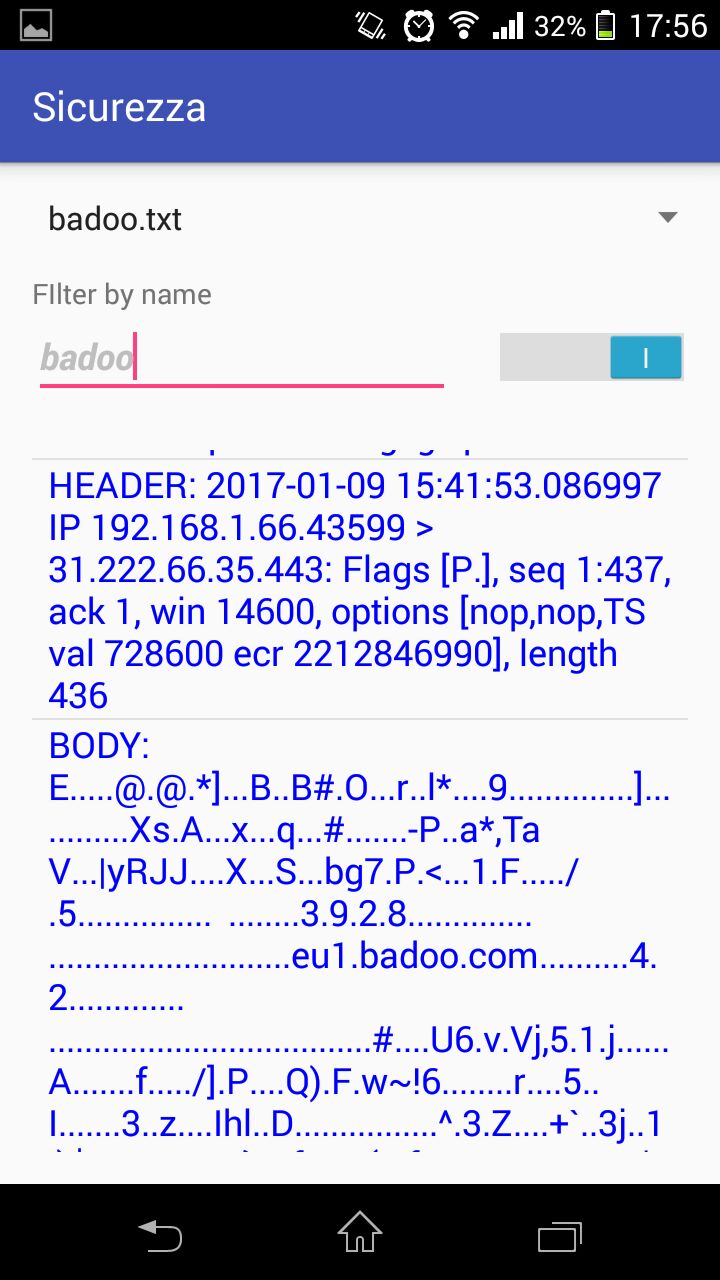 32% 17:56
Sicurezza
badoo.txt
FIlter by name
badoo
HEADER: 2017-01-09 15:41:53.086997
IP 192.168.1.66.43599 >
31.222.66.35.443: Flags [P.], seq 1:437,
ack 1, win 14600, options [nop,nop,TS
val 728600 ecr 2212846990], length
436
BODY:
E.....@.@.*]...B..B#.O...r..l*....9..............]...
..........Xs.A...x...q...#.......-P..a*,Ta
V...|yRJJ....X...S...bg7.P.<...1.F...../
.5............... ........3.9.2.8..............
...........................eu1.badoo.com..........4.
2.............
....................................#....U6.v.Vj,5.1.j......
A.......f...../].P....Q).F.w~!6........r....5..
I.......3..z....Ihl..D................^.3.Z....+`..3j..1